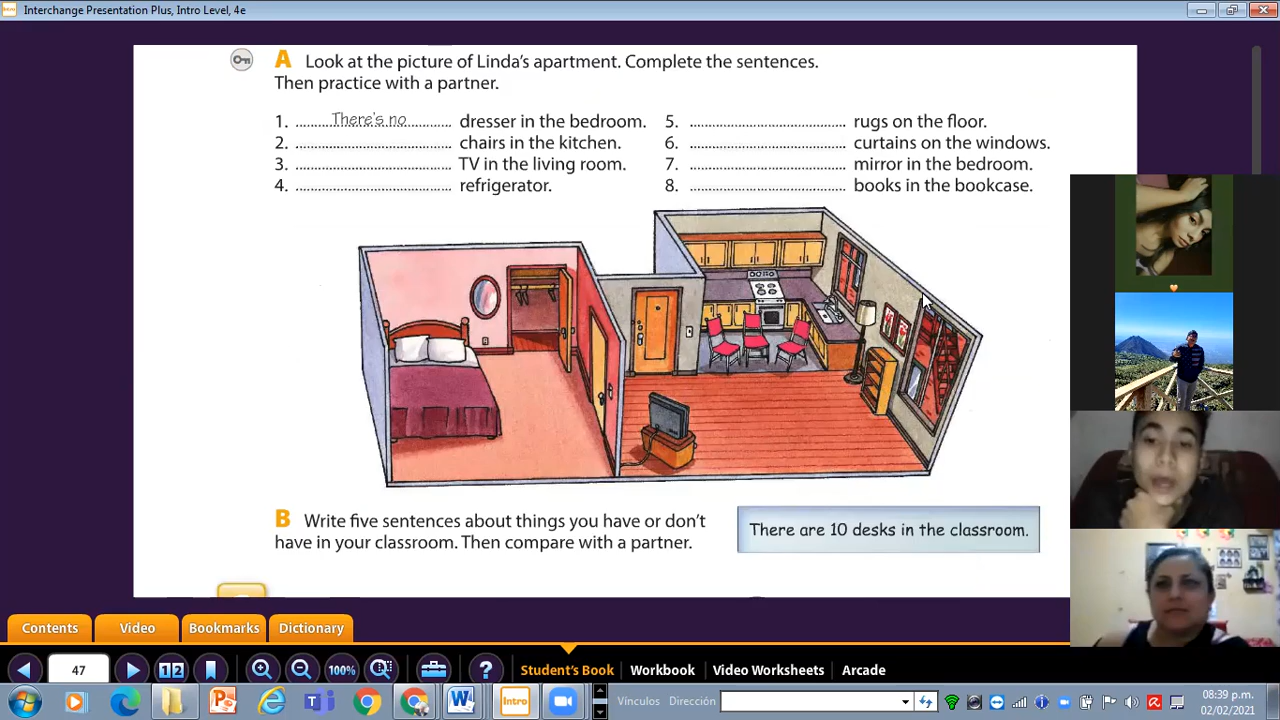 Interchange Presentation Plus, Intro Level, 4e
A Look at the picture of Linda's apartment. Complete the sentences.
Then practice with a partner.
1. There's no dresser in the bedroom.
2. .......................................... chairs in the kitchen.
3. .......................................... TV in the living room.
4. .......................................... refrigerator.
5. .......................................... rugs on the floor.
6. .......................................... curtains on the windows.
7. .......................................... mirror in the bedroom.
8. .......................................... books in the bookcase.
B Write five sentences about things you have or don't
have in your classroom. Then compare with a partner.
There are 10 desks in the classroom.
Contents Video Bookmarks Dictionary
47 12 100% ? Student's Book Workbook Video Worksheets Arcade
Intro Vínculos Dirección
08:39 p.m.
02/02/2021